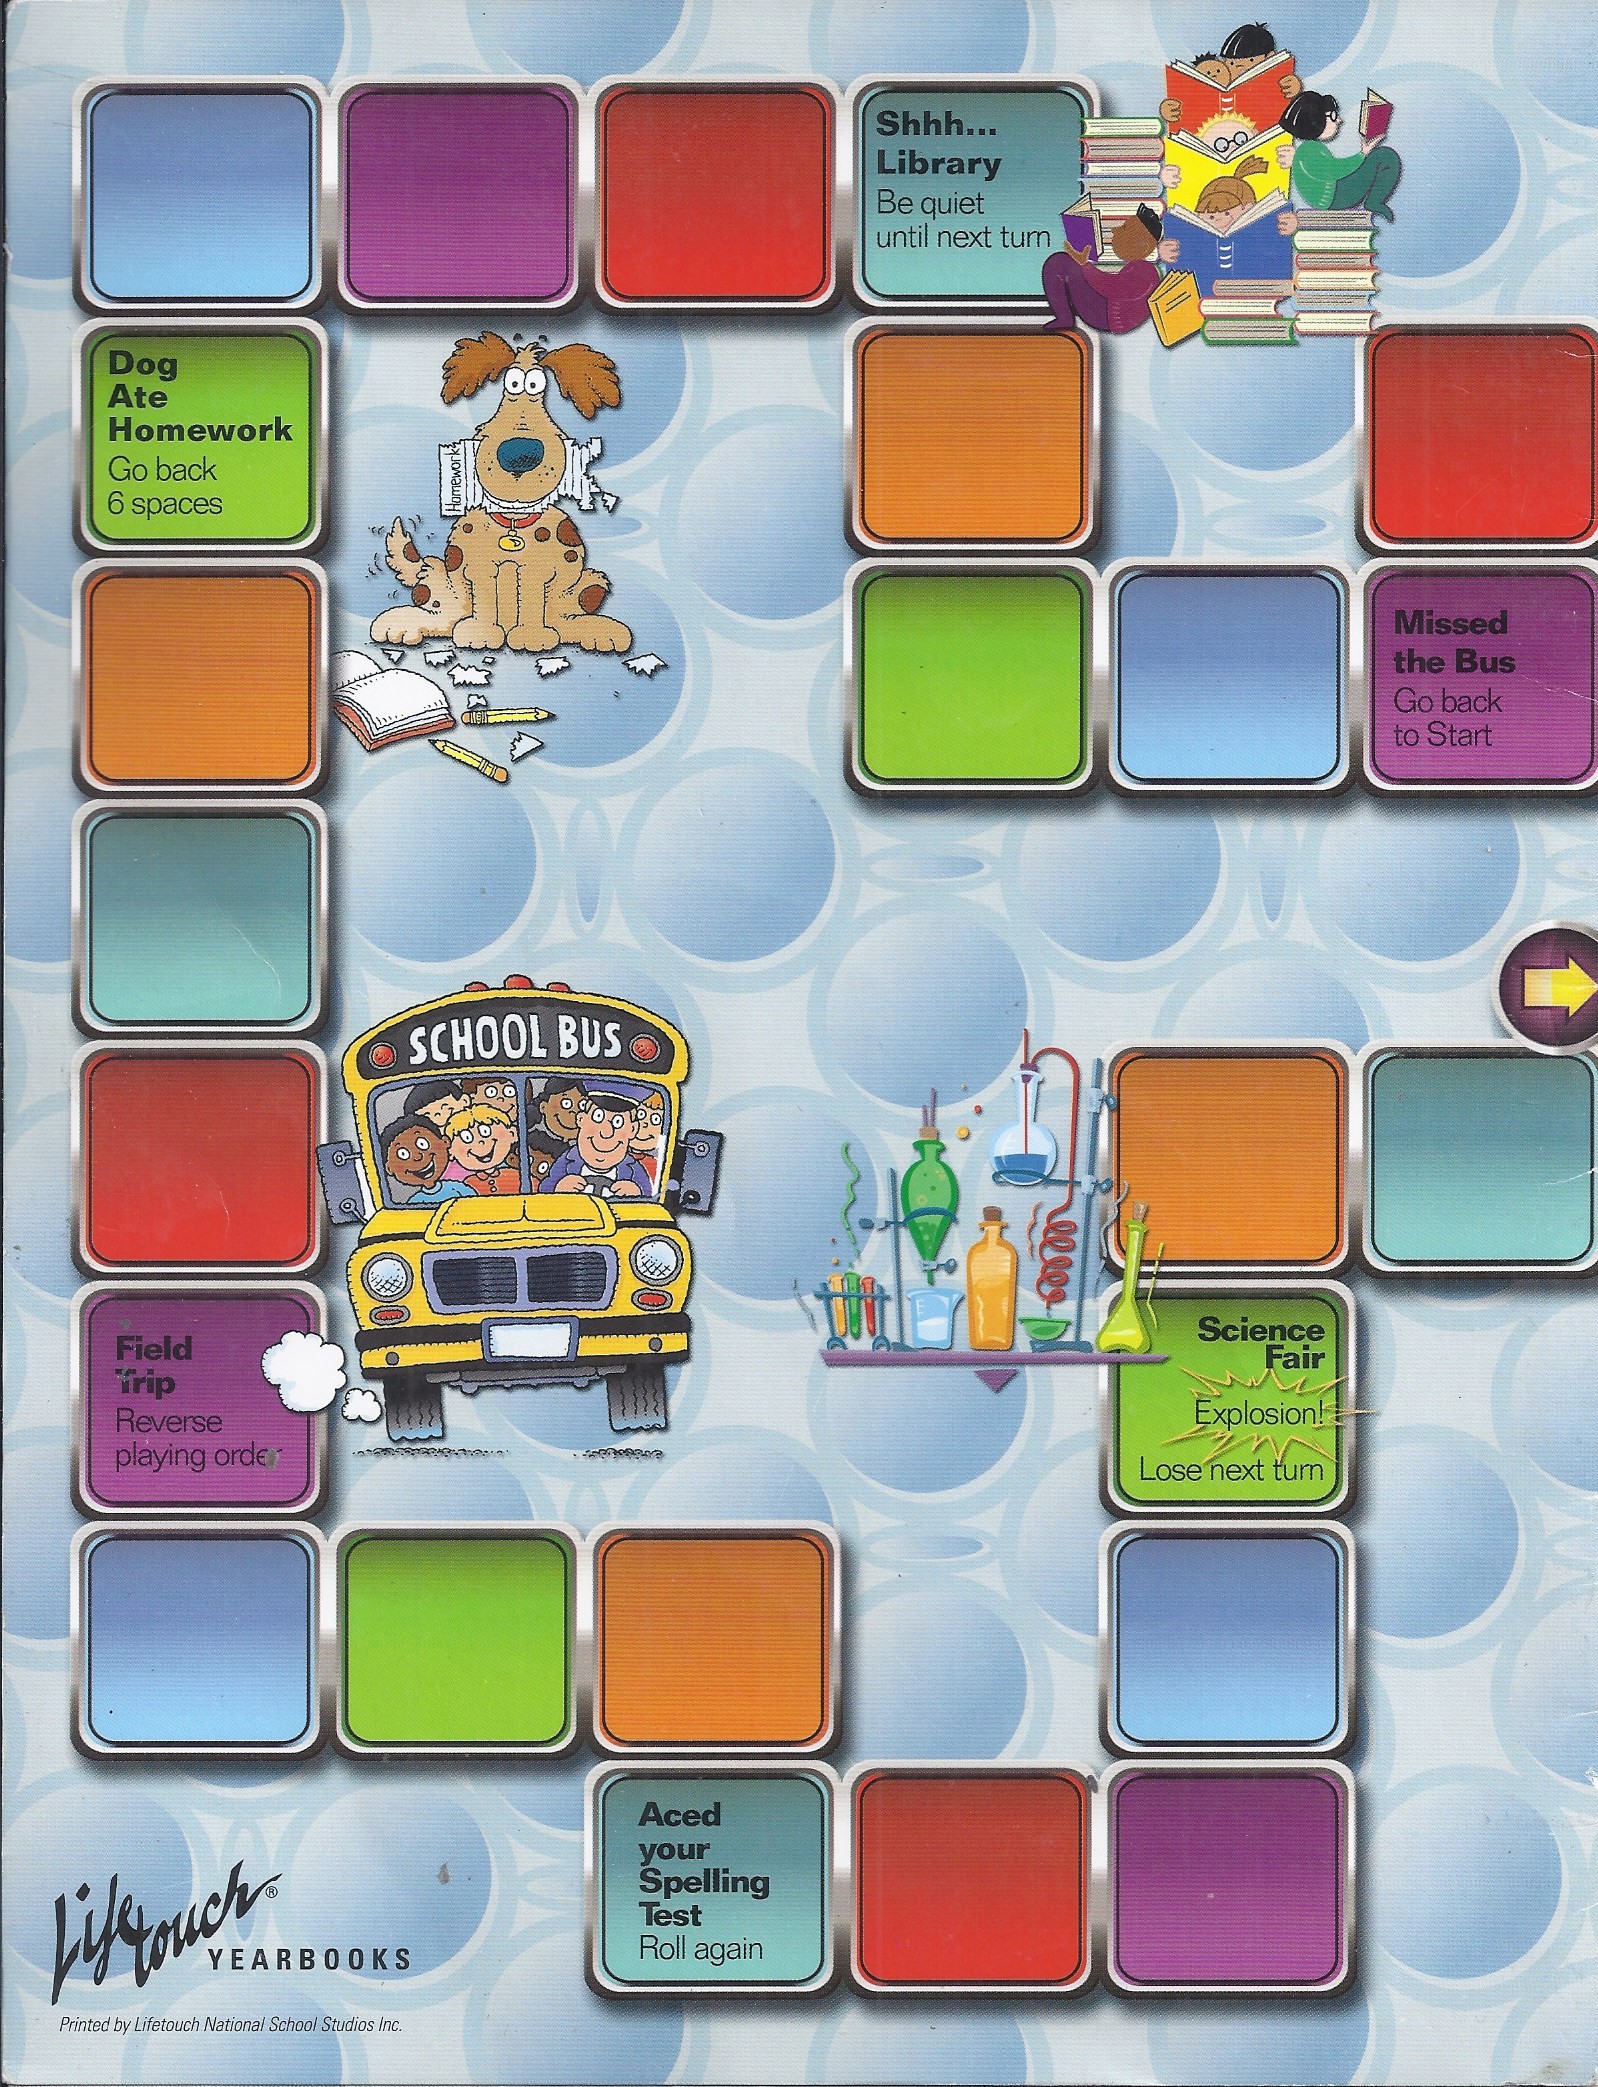 Shhh...
Library
Be quiet
until next turn
Dog
Ate
Homework
Go back
6 spaces
Homework
Missed
the Bus
Go back
to Start
SCHOOL BUS
Field
Trip
Reverse
playing order
Science
Fair
Explosion!
Lose next turn
Aced
your
Spelling
Test
Roll again
Lifetouch®
YEARBOOKS
Printed by Lifetouch National School Studios Inc.